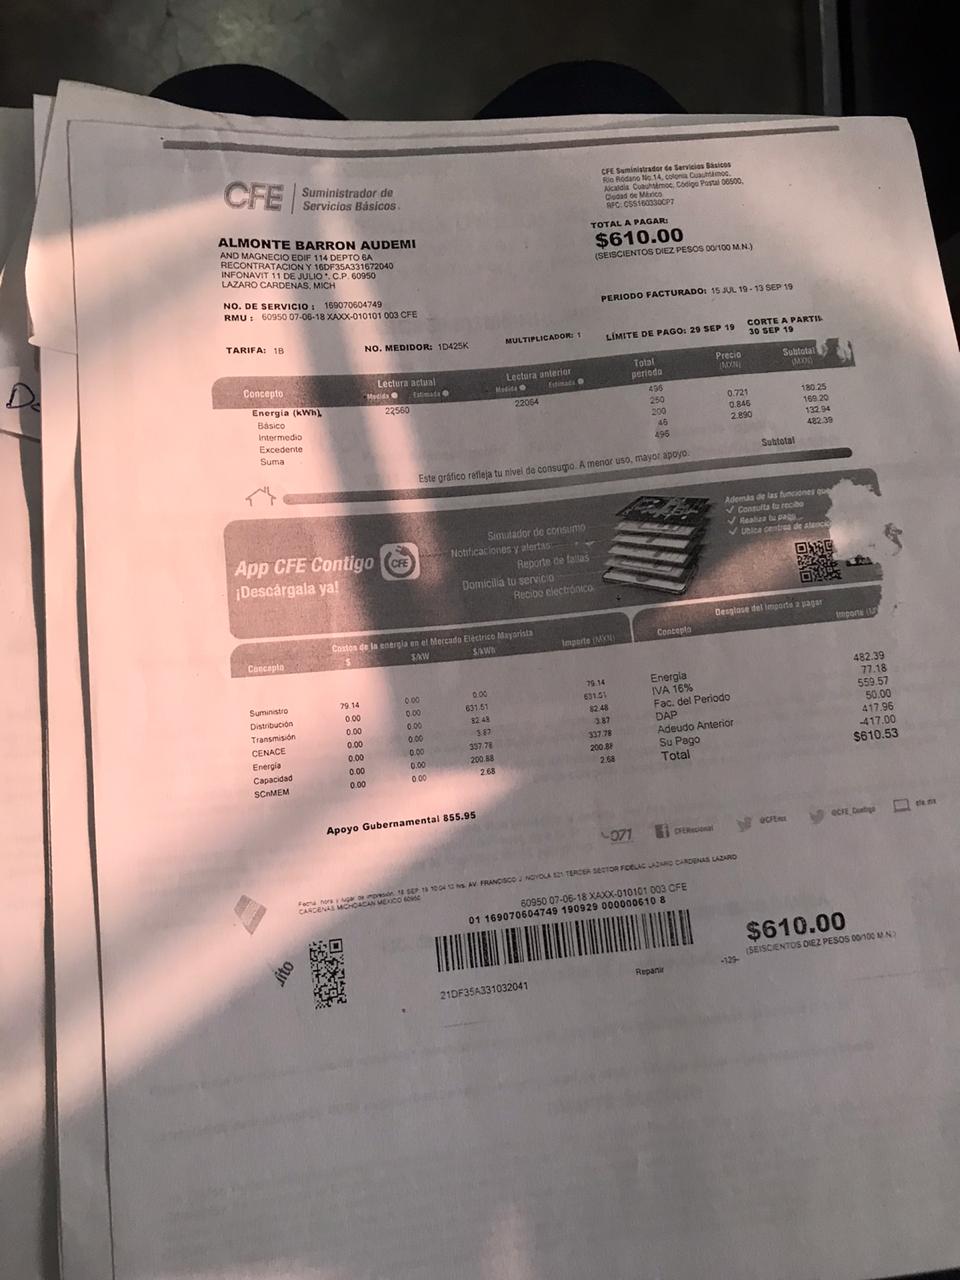 CFE Suministrador de
Servicios Básicos.
CFE Suministrador de Servicios Básicos
Río Ródano No.14, colonia Cuauhtémoc,
Alcaldía Cuauhtémoc, Código Postal 06500,
Ciudad de México
RFC: CSS160330CP7
TOTAL A PAGAR:
$610.00
(SEISCIENTOS DIEZ PESOS 00/100 M.N.)
ALMONTE BARRON AUDEMI
AND MAGNECIO EDIF 114 DEPTO 6A
RECONTRATACION Y 16DF35A331672040
INFONAVIT 11 DE JULIO *. C.P. 60950
LAZARO CARDENAS, MICH
NO. DE SERVICIO : 169070604749
RMU : 60950 07-06-18 XAXX-010101 003 CFE
PERIODO FACTURADO: 15 JUL 19 - 13 SEP 19
TARIFA: 1B NO. MEDIDOR: 1D425K MULTIPLICADOR: 1 LÍMITE DE PAGO: 29 SEP 19 CORTE A PARTIR
30 SEP 19
Concepto Lectura actual Lectura anterior Total periodo Precio (MXN) Subtotal (MXN)
Medida Estimada Medida Estimada
Energía (kWh), 22560 22064 496
Básico 250 0.721 180.25
Intermedio 200 0.846 169.20
Excedente 46 2.890 132.94
Suma 496 482.39
Subtotal
Este gráfico refleja tu nivel de consumo. A menor uso, mayor apoyo.
App CFE Contigo CFE
¡Descárgala ya!
Simulador de consumo
Notificaciones y alertas
Reporte de fallas
Domicilia tu servicio
Recibo electrónico
Además de las funciones que
Consulta tu recibo
Realiza tu pago
Ubica centros de atenció
Costos de la energía en el Mercado Eléctrico Mayorista
Concepto $ $/kW $/kWh Importe (MXN)
Suministro 79.14 0.00 0.00 79.14
Distribución 0.00 0.00 631.51 631.51
Transmisión 0.00 0.00 82.48 82.48
CENACE 0.00 0.00 3.87 3.87
Energía 0.00 0.00 337.78 337.78
Capacidad 0.00 0.00 200.88 200.88
SCnMEM 0.00 0.00 2.68 2.68
Desglose del importe a pagar
Concepto Importe
Energía 482.39
IVA 16% 77.18
Fac. del Periodo 559.57
DAP 50.00
Adeudo Anterior 417.96
Su Pago -417.00
Total $610.53
Apoyo Gubernamental 855.95
071 CFENacional @CFEmx @CFE_Contigo cfe.mx
Fecha, hora y lugar de impresión: 18 SEP 19 10:04:13 hrs. AV. FRANCISCO J. NOYOLA 521 TERCER SECTOR FIDELAC LAZARO CARDENAS LAZARO
CARDENAS MICHOACAN MEXICO 60950
60950 07-06-18 XAXX-010101 003 CFE
01 169070604749 190929 000000610 8
$610.00
(SEISCIENTOS DIEZ PESOS 00/100 M.N.)
21DF35A331032041
Repartir
-129-